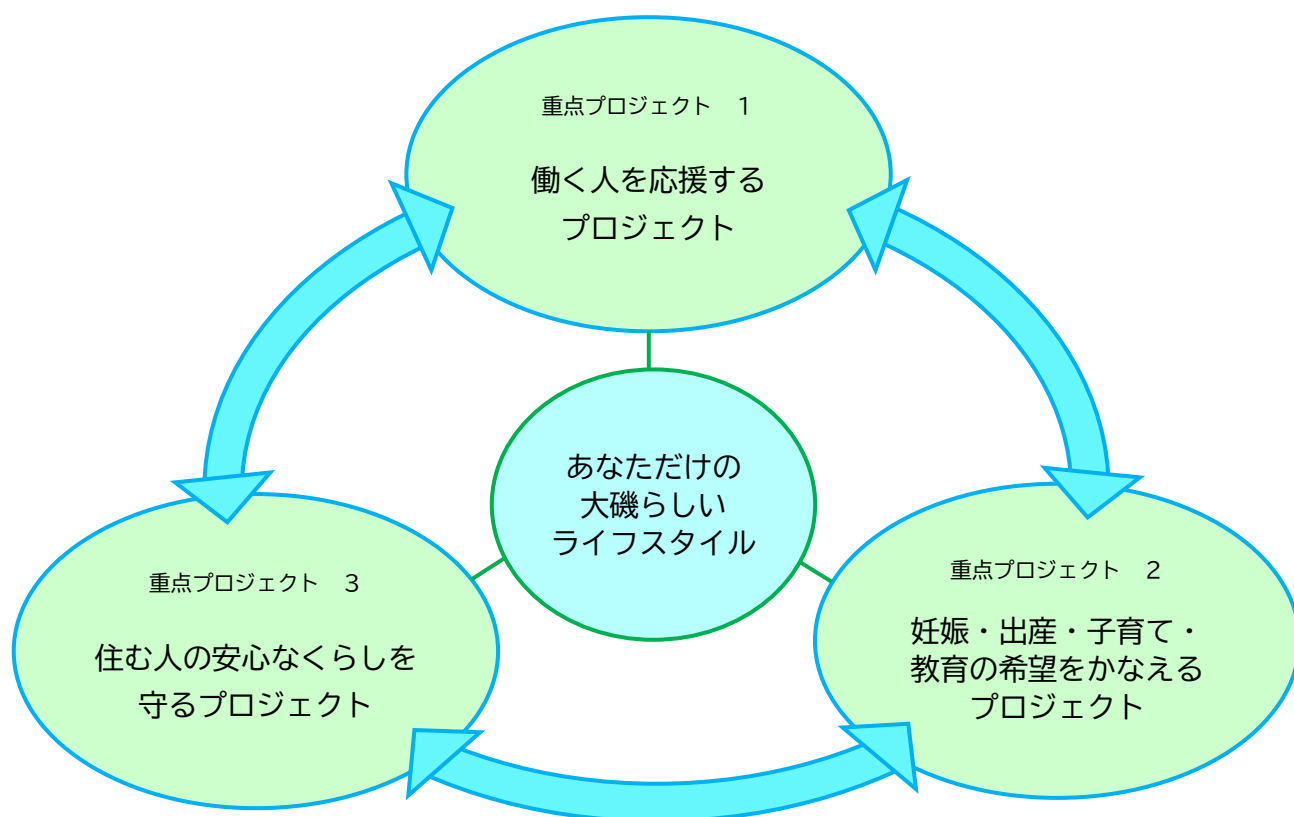 重点プロジェクト　1
働く人を応援する
プロジェクト
あなただけの
大磯らしい
ライフスタイル
重点プロジェクト　3
住む人の安心なくらしを
守るプロジェクト
重点プロジェクト　2
妊娠・出産・子育て・
教育の希望をかなえる
プロジェクト